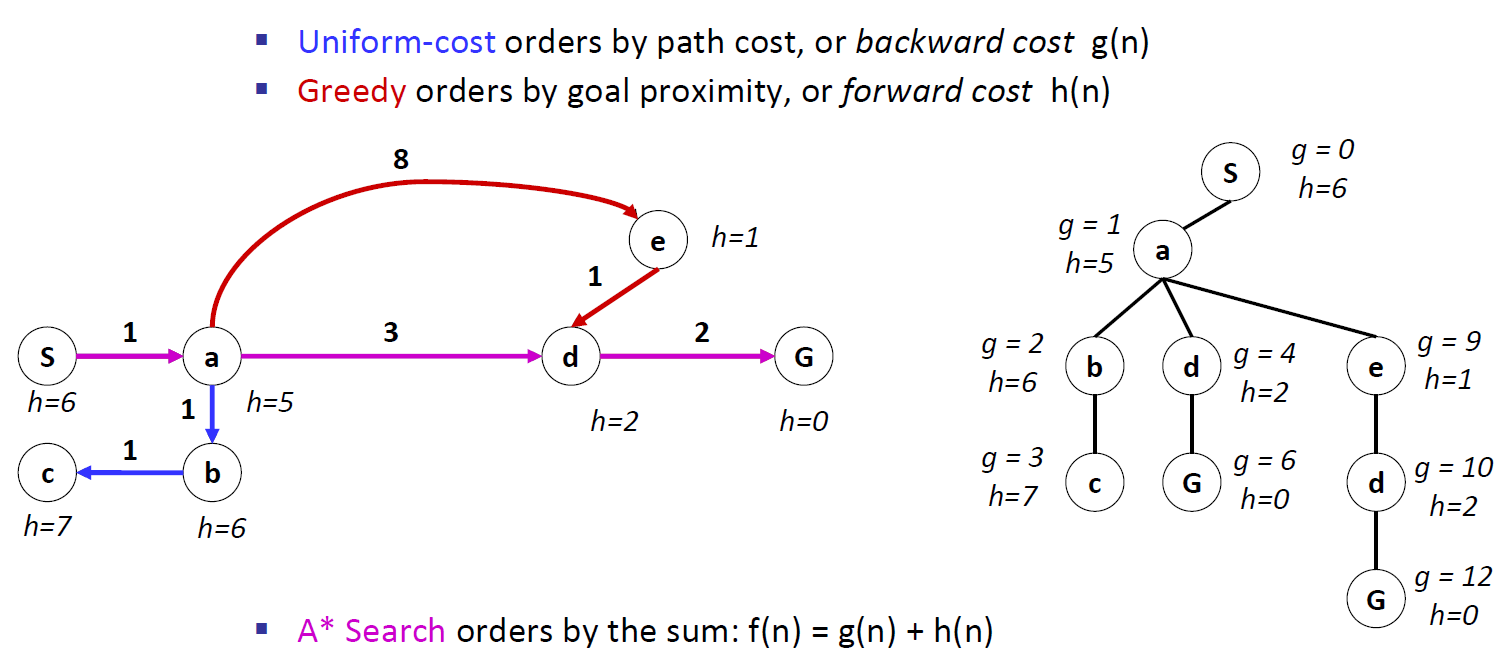 ▪ Uniform-cost orders by path cost, or backward cost g(n)
▪ Greedy orders by goal proximity, or forward cost h(n)
8
e
h=1
1
S
1
a
3
d
2
G
h=6
1
h=5
h=2
h=0
c
1
b
h=7
h=6
S
g = 0
h=6
g = 1
h=5
a
g = 2
h=6
b
d
g = 4
h=2
e
g = 9
h=1
g = 3
h=7
c
G
g = 6
h=0
d
g = 10
h=2
G
g = 12
h=0
▪ A* Search orders by the sum: f(n) = g(n) + h(n)